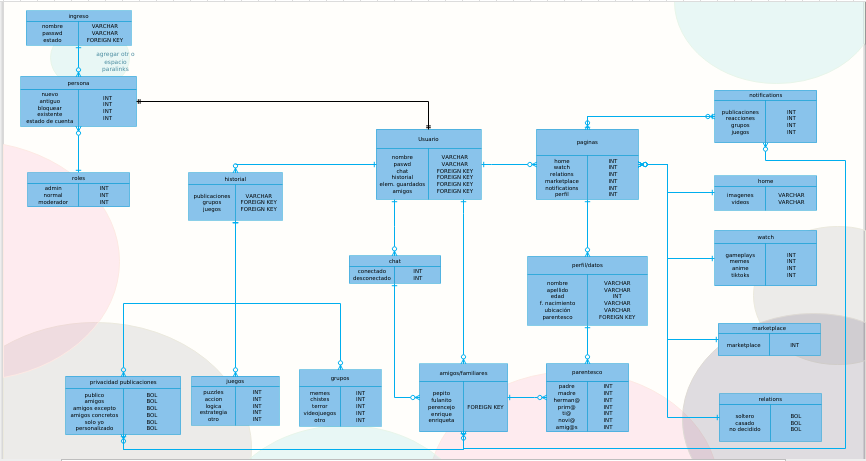 ingreso
nombre VARCHAR
passwd VARCHAR
estado FOREIGN KEY
agregar otr o
espacio
paralinks
persona
nuevo INT
antiguo INT
bloquear INT
existente INT
estado de cuenta
roles
admin INT
normal INT
moderador INT
historial
publicaciones VARCHAR
grupos FOREIGN KEY
juegos FOREIGN KEY
Usuario
nombre VARCHAR
paswd VARCHAR
chat FOREIGN KEY
historial FOREIGN KEY
elem. guardados FOREIGN KEY
amigos FOREIGN KEY
paginas
home INT
watch INT
relations INT
marketplace INT
notifications INT
perfil INT
notifications
publicaciones INT
reacciones INT
grupos INT
juegos INT
home
imagenes VARCHAR
videos VARCHAR
watch
gameplays INT
memes INT
anime INT
tiktoks INT
chat
conectado INT
desconectado INT
perfil/datos
nombre VARCHAR
apellido VARCHAR
edad INT
f. nacimiento VARCHAR
ubicación VARCHAR
parentesco FOREIGN KEY
marketplace
marketplace INT
privacidad publicaciones
publico BOL
amigos BOL
amigos excepto BOL
amigos concretos BOL
solo yo BOL
personalizado BOL
juegos
puzzles INT
accion INT
logica INT
estrategia INT
otro INT
grupos
memes INT
chistes INT
terror INT
videojuegos INT
otro INT
amigos/familiares
pepito
fulanito
perencejo FOREIGN KEY
enrique
enriqueta
parentesco
padre INT
madre INT
herman@ INT
prim@ INT
ti@ INT
novi@ INT
amig@s INT
relations
soltero BOL
casado BOL
no decidido BOL